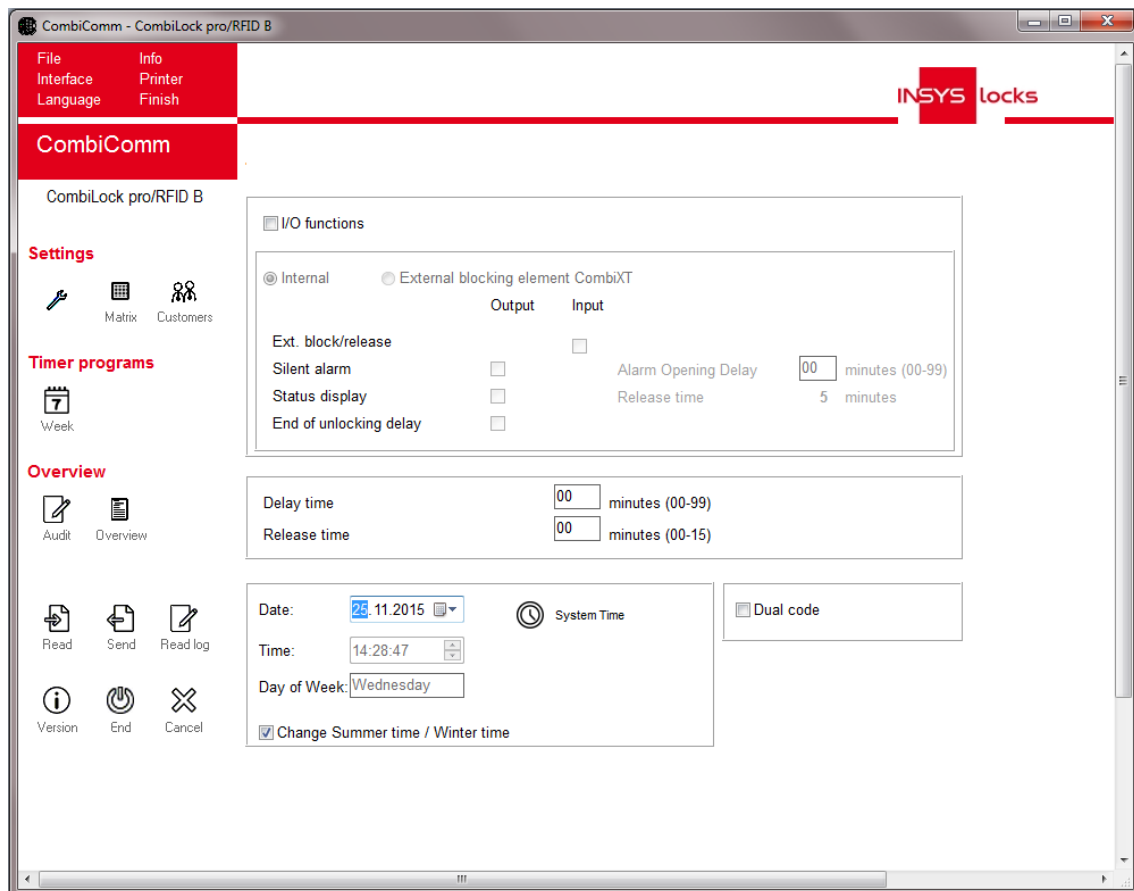 CombiComm - CombiLock pro/RFID B
File Info
Interface Printer
Language Finish
INSYS locks
CombiComm
CombiLock pro/RFID B
I/O functions
Settings
Internal External blocking element CombiXT
Output Input
Matrix Customers
Ext. block/release
Timer programs
Silent alarm Alarm Opening Delay 00 minutes (00-99)
7
Status display Release time 5 minutes
Week
End of unlocking delay
Overview
Delay time 00 minutes (00-99)
Audit Overview
Release time 00 minutes (00-15)
Date: 25.11.2015 System Time
Dual code
Read Send Read log
Time: 14:28:47
Day of Week: Wednesday
Version End Cancel
Change Summer time / Winter time